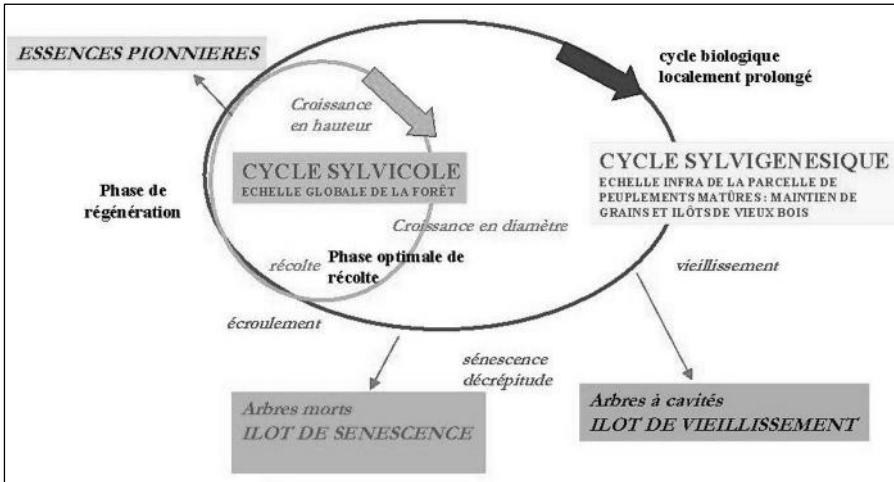 ESSENCES PIONNIERES
cycle biologique
localement prolongé
Croissance
en hauteur
CYCLE SYLVICOLE
ECHELLE GLOBALE DE LA FORÊT
CYCLE SYLVIGENESIQUE
ECHELLE INFRA DE LA PARCELLE DE
PEUPLEMENTS MATÛRES : MAINTIEN DE
GRAINS ET ILÔTS DE VIEUX BOIS
Phase de
régénération
Croissance en diamètre
récolte
Phase optimale de
récolte
vieillissement
écroulement
sénescence
décrépitude
Arbres morts
ILOT DE SENESCENCE
Arbres à cavités
ILOT DE VIEILLISSEMENT